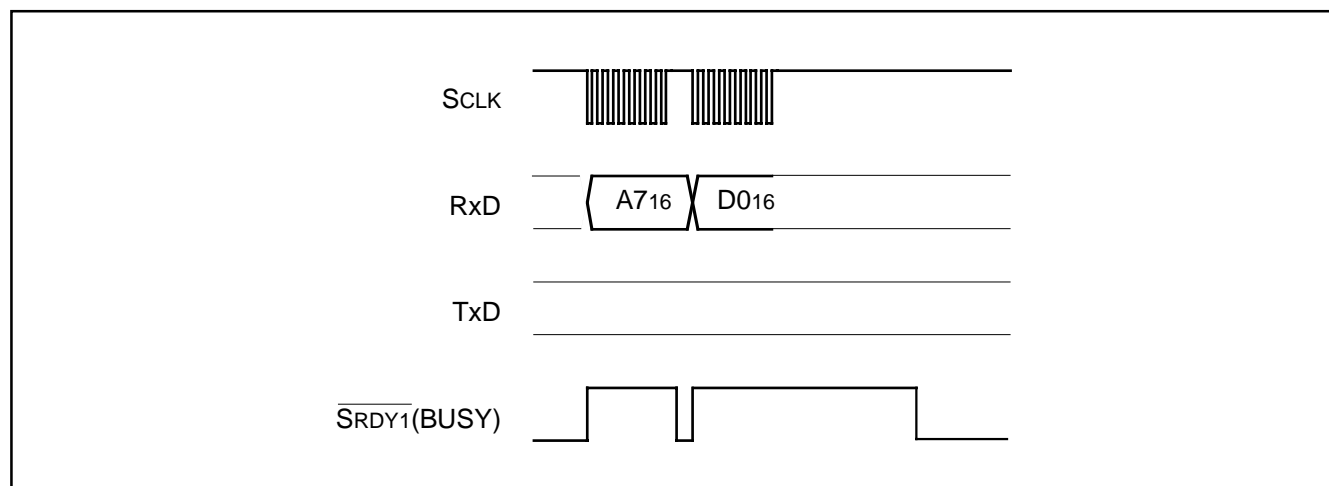 SCLK
RxD
A716
D016
TxD
SRDY1(BUSY)